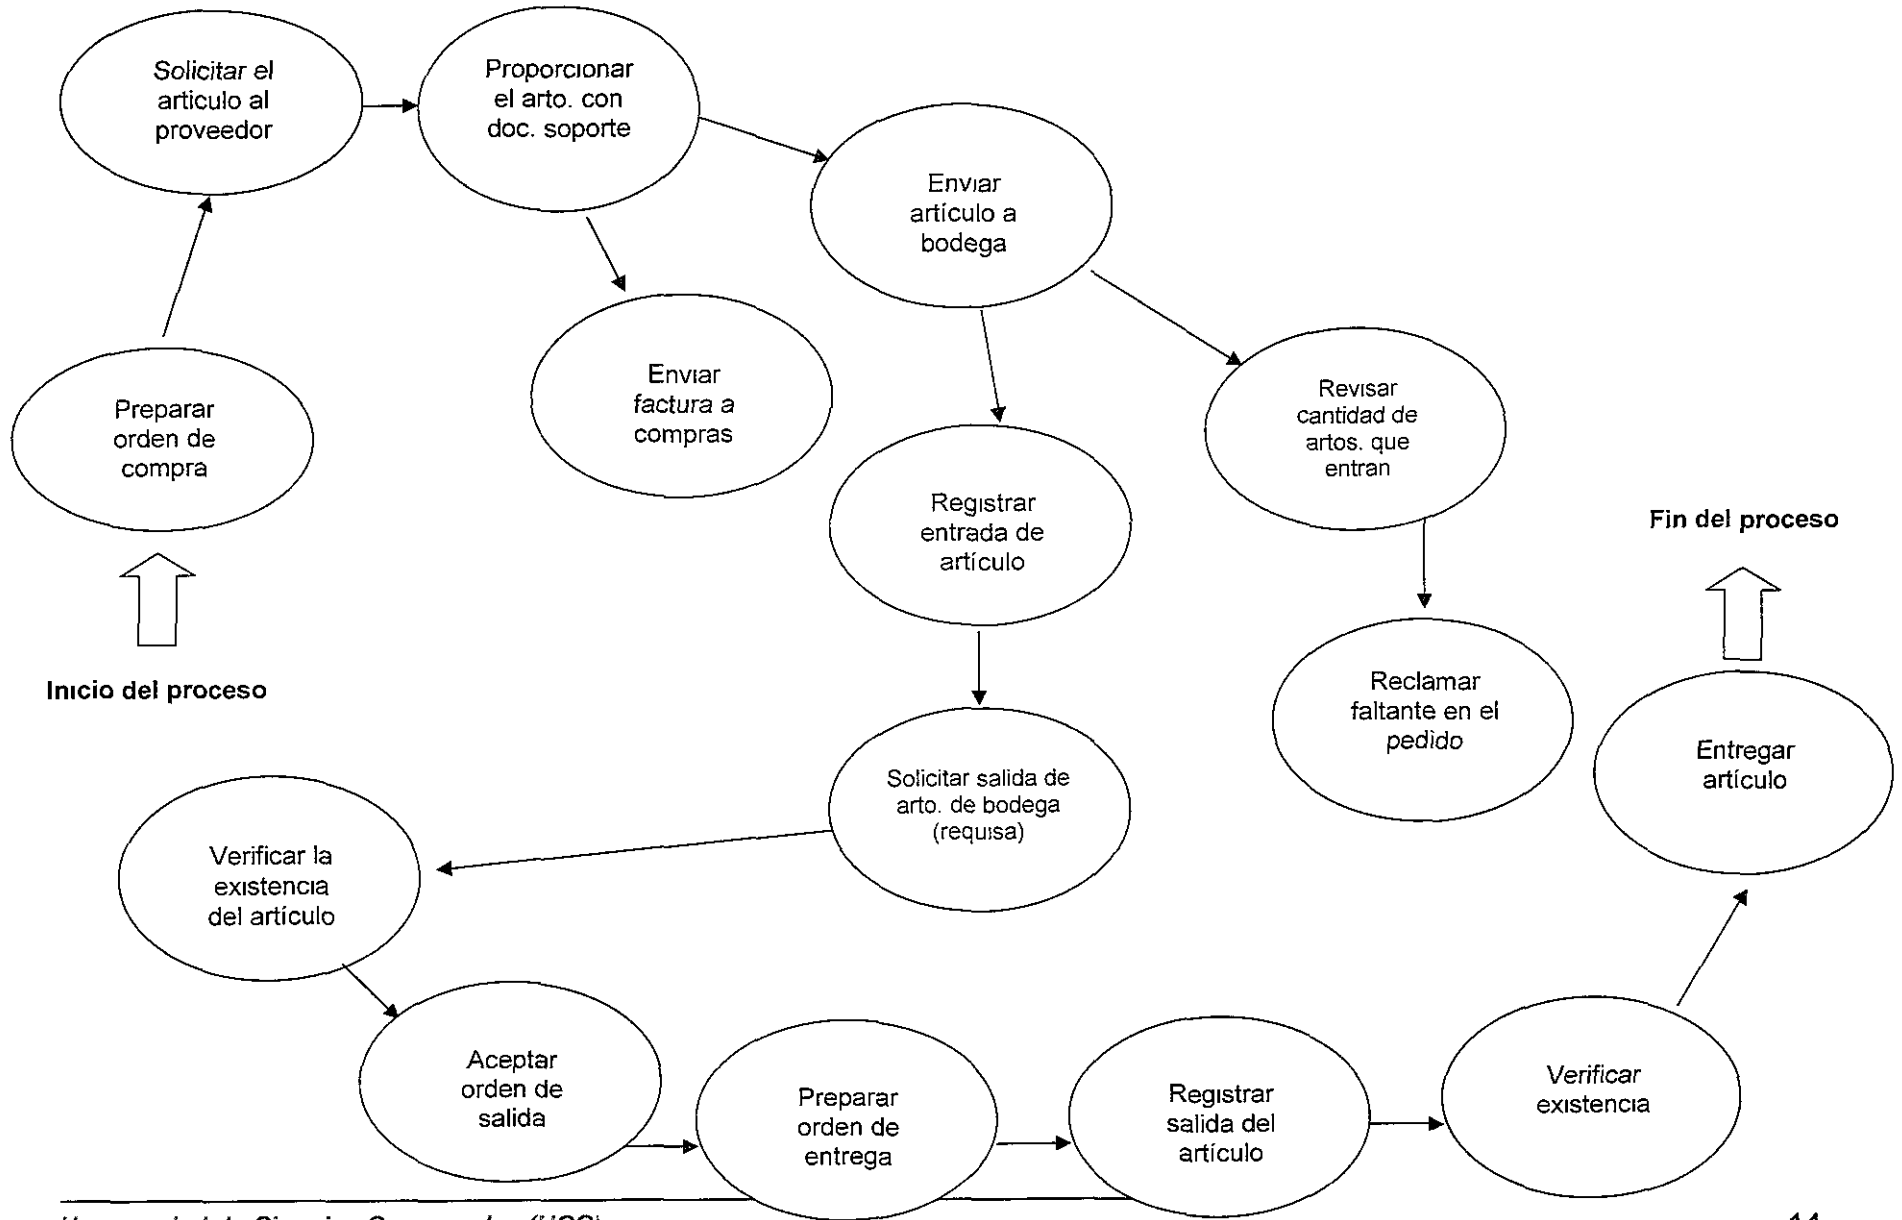 Solicitar el
articulo al
proveedor
Proporcionar
el arto. con
doc. soporte
Enviar
artículo a
bodega
Enviar
factura a
compras
Preparar
orden de
compra
Revisar
cantidad de
artos. que
entran
Registrar
entrada de
artículo
Fin del proceso
Inicio del proceso
Reclamar
faltante en el
pedido
Entregar
artículo
Solicitar salida de
arto. de bodega
(requisa)
Verificar la
existencia
del artículo
Aceptar
orden de
salida
Preparar
orden de
entrega
Registrar
salida del
artículo
Verificar
existencia